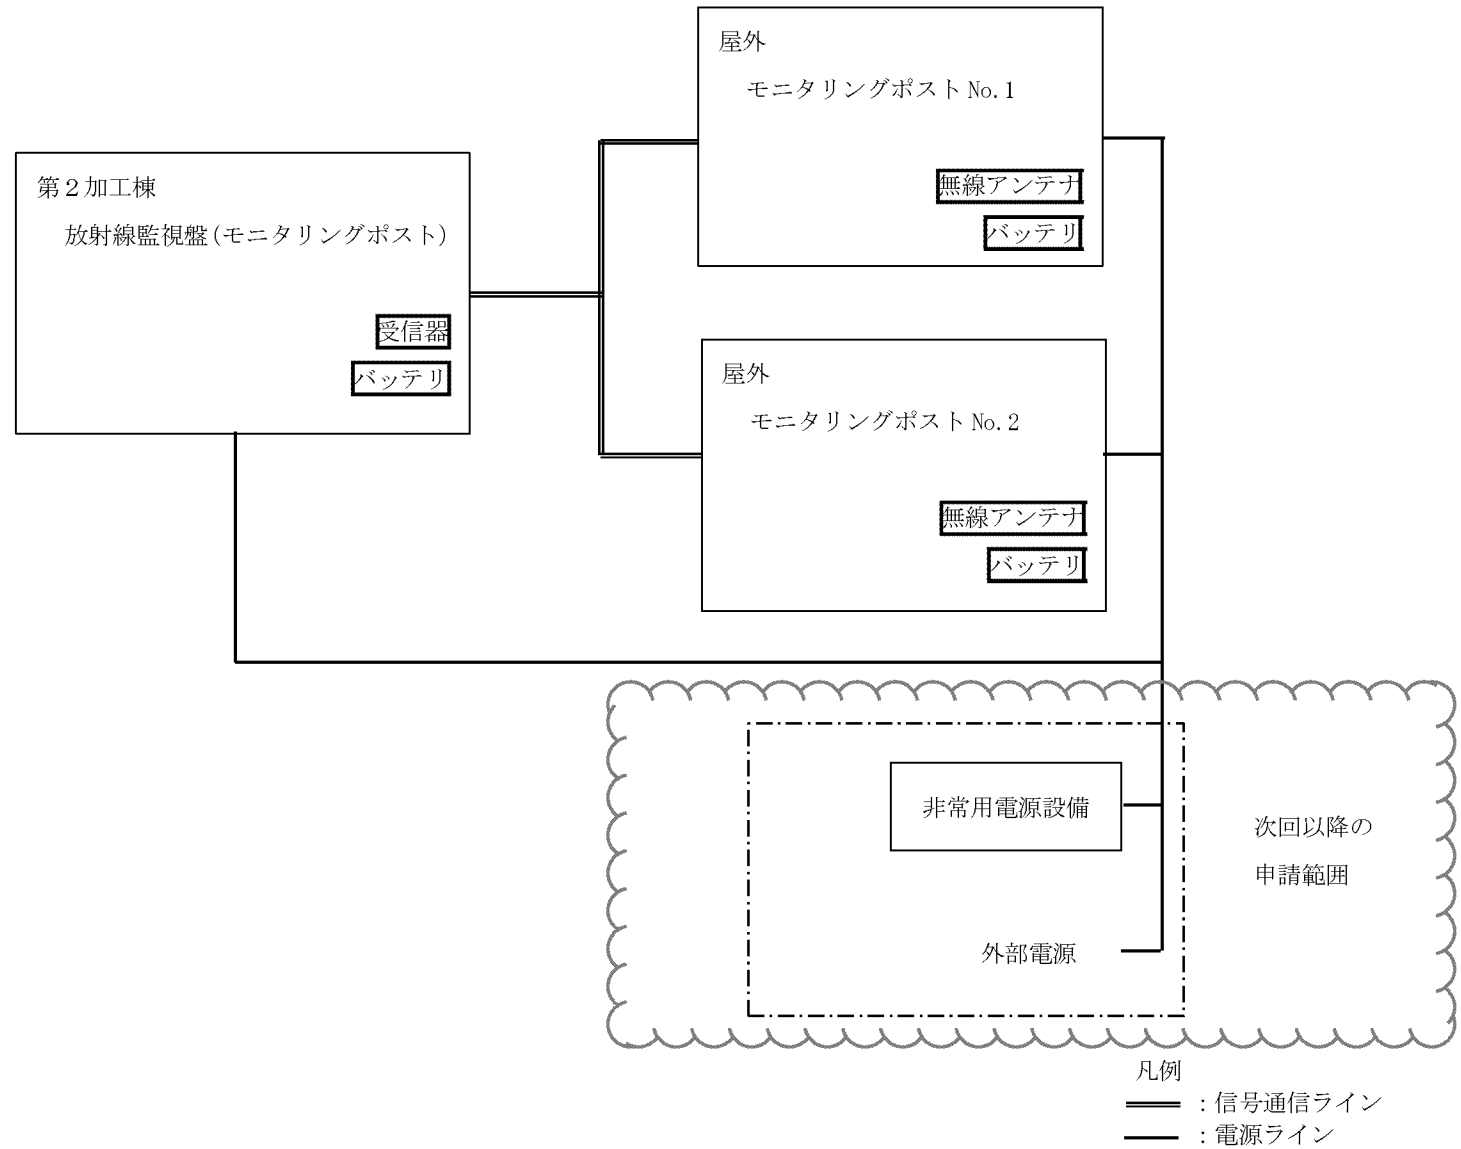 屋外
モニタリングポスト No.1
無線アンテナ
バッテリ
第２加工棟
放射線監視盤(モニタリングポスト)
受信器
バッテリ
屋外
モニタリングポスト No.2
無線アンテナ
バッテリ
非常用電源設備
外部電源
次回以降の
申請範囲
凡例
：信号通信ライン
：電源ライン